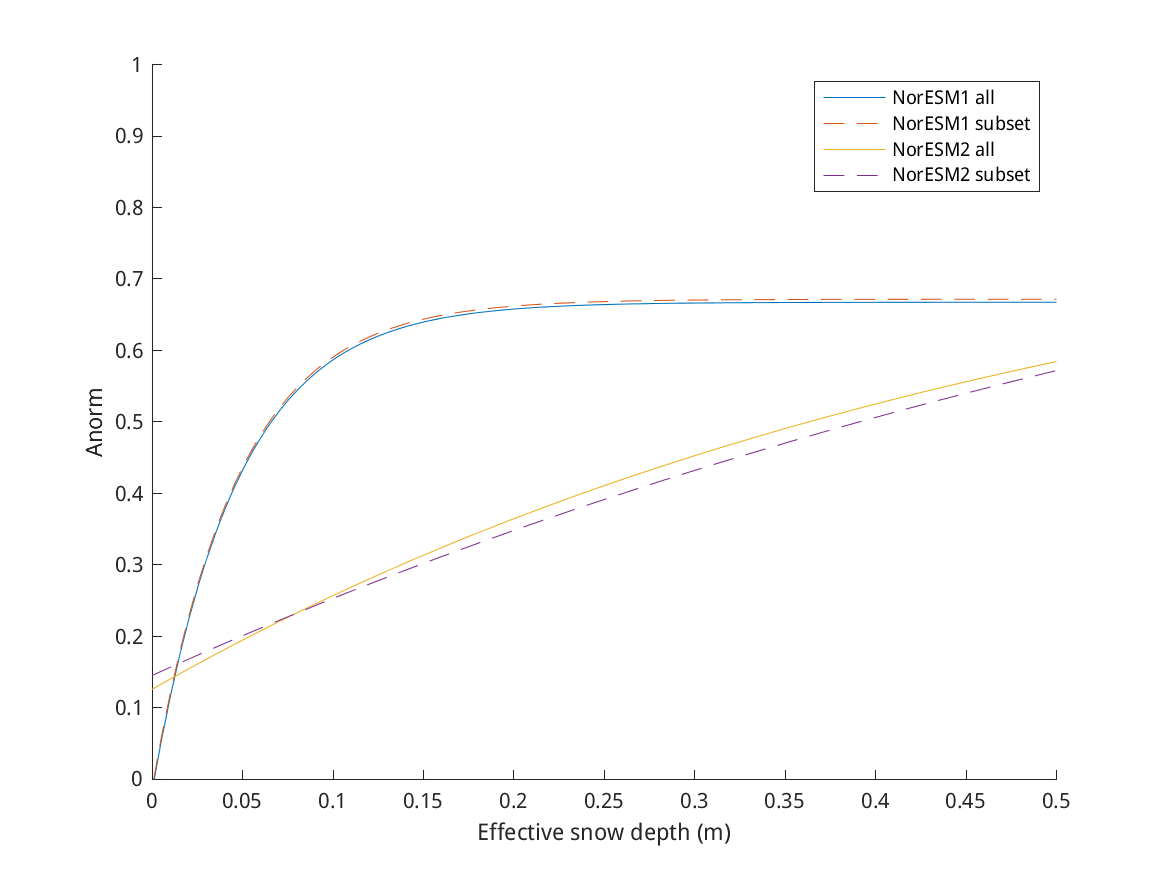 1
0.9
0.8
0.7
0.6
0.5
0.4
0.3
0.2
0.1
0
Anorm
NorESM1 all
NorESM1 subset
NorESM2 all
NorESM2 subset
0 0.05 0.1 0.15 0.2 0.25 0.3 0.35 0.4 0.45 0.5
Effective snow depth (m)